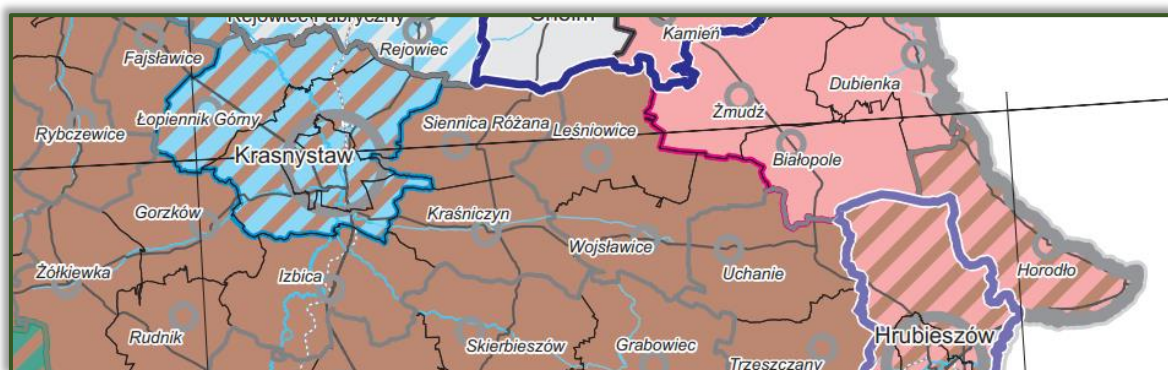 Rejowiec Fabryczny
Chełm
Kamień
Rejowiec
Fajsławice
Dubienka
Żmudź
Łopiennik Górny
Siennica Różana
Leśniowice
Rybczewice
Krasnystaw
Białopole
Gorzków
Kraśniczyn
Wojsławice
Żółkiewka
Izbica
Uchanie
Horodło
Rudnik
Skierbieszów
Grabowiec
Hrubieszów
Trzeszczany